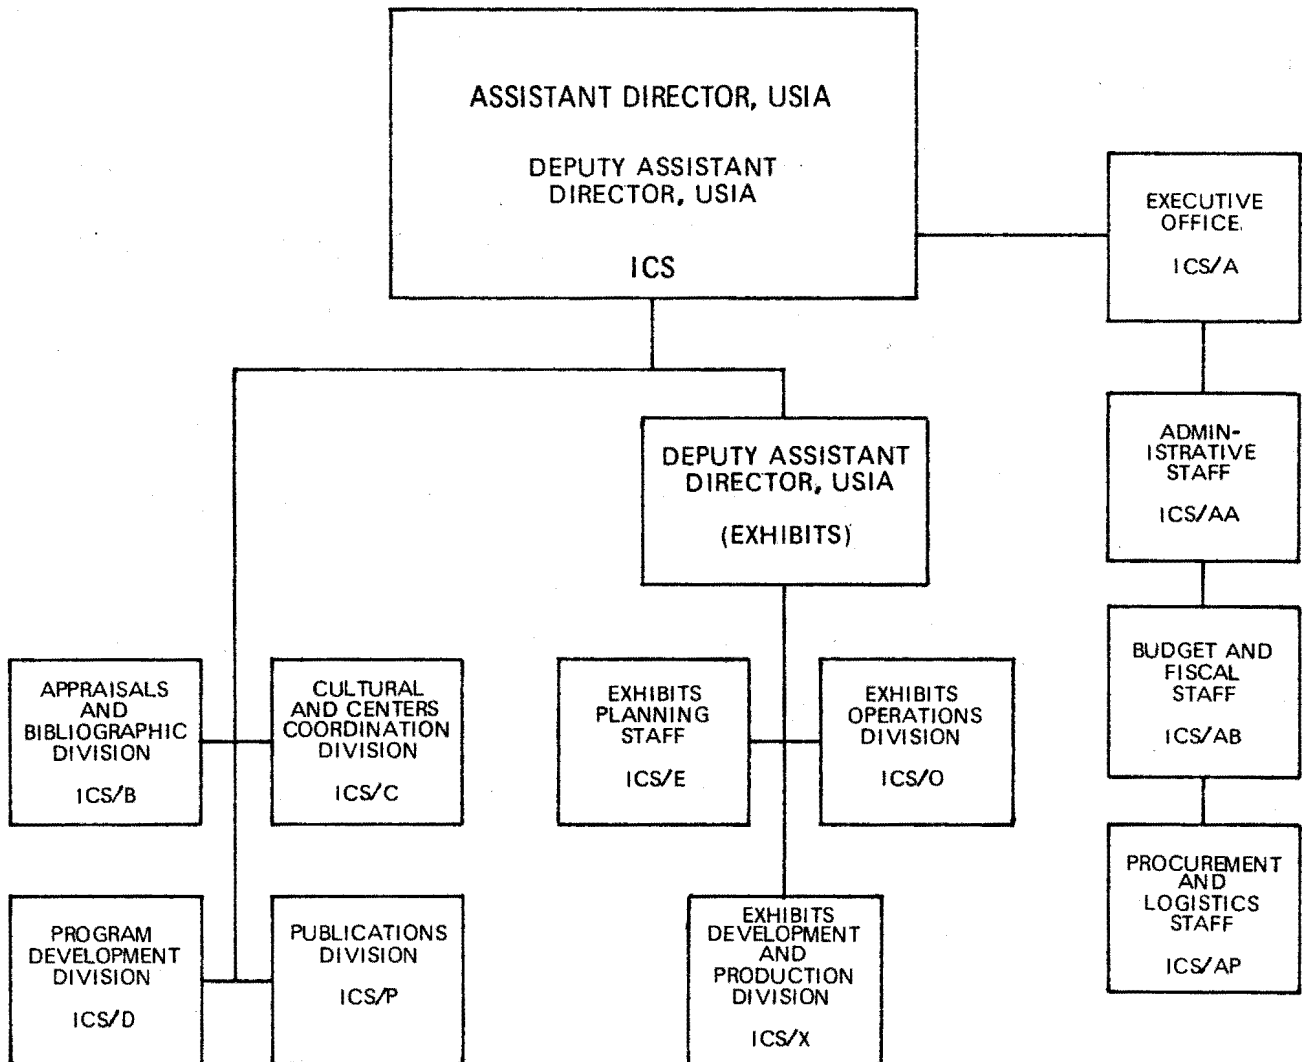 ASSISTANT DIRECTOR, USIA
DEPUTY ASSISTANT
DIRECTOR, USIA
ICS
EXECUTIVE
OFFICE.
ICS/A
ADMIN-
ISTRATIVE
STAFF
ICS/AA
BUDGET AND
FISCAL
STAFF
ICS/AB
PROCUREMENT
AND
LOGISTICS
STAFF
ICS/AP
DEPUTY ASSISTANT
DIRECTOR, USIA
(EXHIBITS)
APPRAISALS
AND
BIBLIOGRAPHIC
DIVISION
ICS/B
CULTURAL
AND CENTERS
COORDINATION
DIVISION
ICS/C
EXHIBITS
PLANNING
STAFF
ICS/E
EXHIBITS
OPERATIONS
DIVISION
ICS/O
PROGRAM
DEVELOPMENT
DIVISION
ICS/D
PUBLICATIONS
DIVISION
ICS/P
EXHIBITS
DEVELOPMENT
AND
PRODUCTION
DIVISION
ICS/X